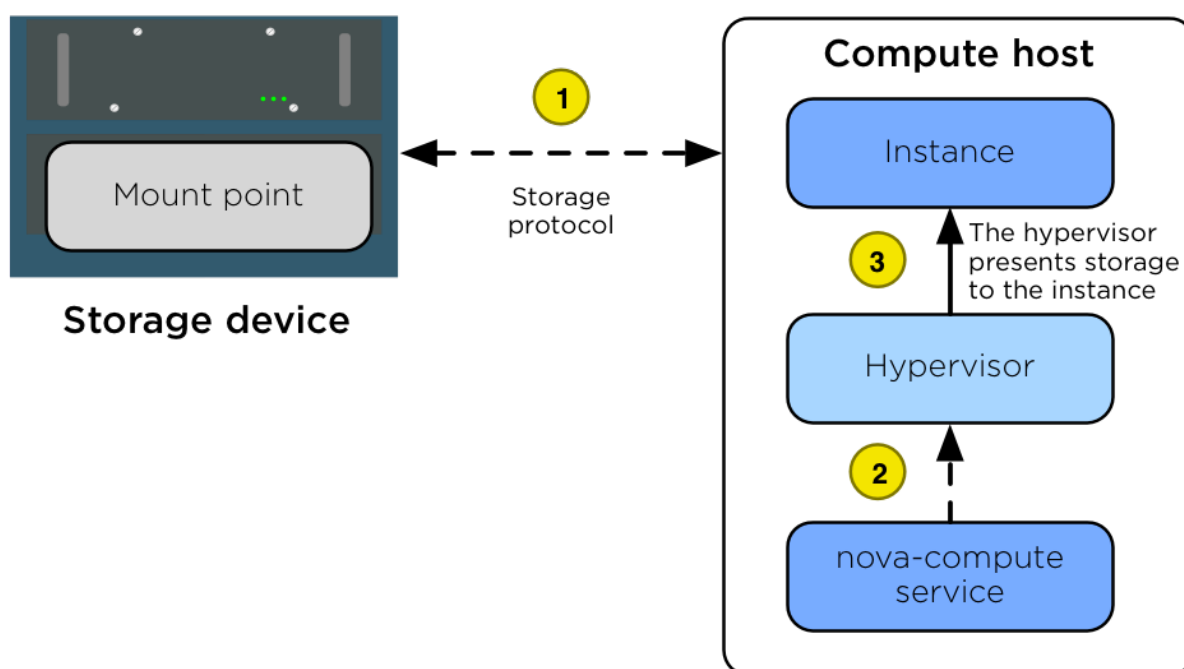 Mount point
Storage device
1
Storage
protocol
Compute host
Instance
3
The hypervisor
presents storage
to the instance
Hypervisor
2
nova-compute
service